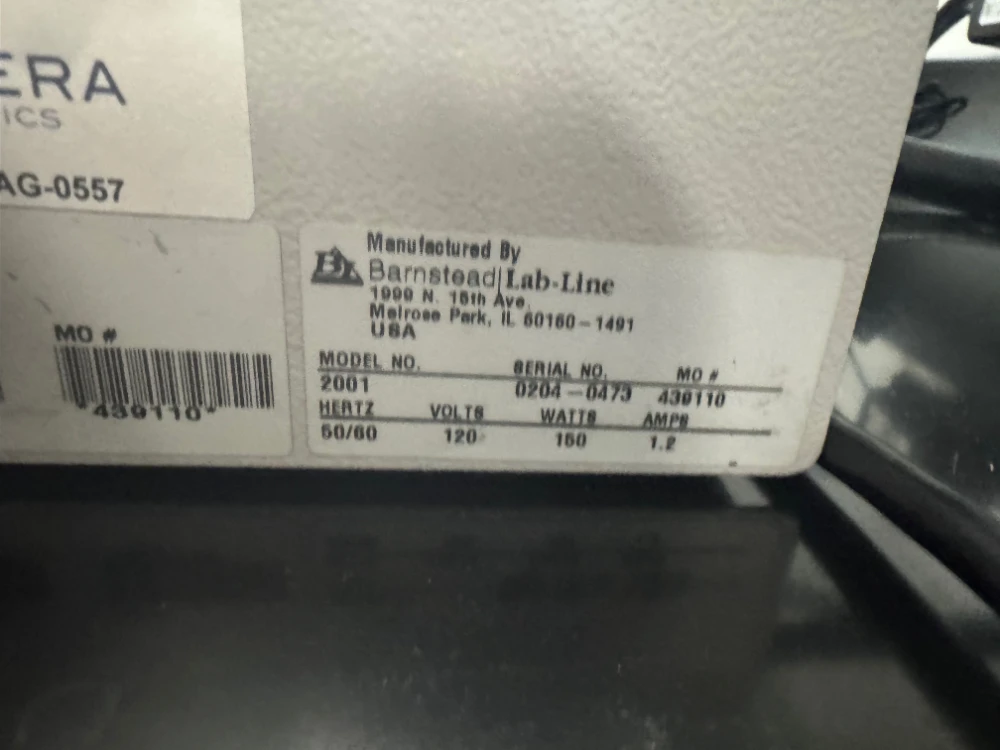 ERA
ICS
AG-0557
MO #
*439110*
Manufactured By
BL Barnstead|Lab-Line
1999 N. 15th Ave.
Melrose Park, IL 60160-1491
USA
MODEL NO. SERIAL NO. MO #
2001 0204-0473 439110
HERTZ VOLTS WATTS AMPS
50/60 120 150 1.2